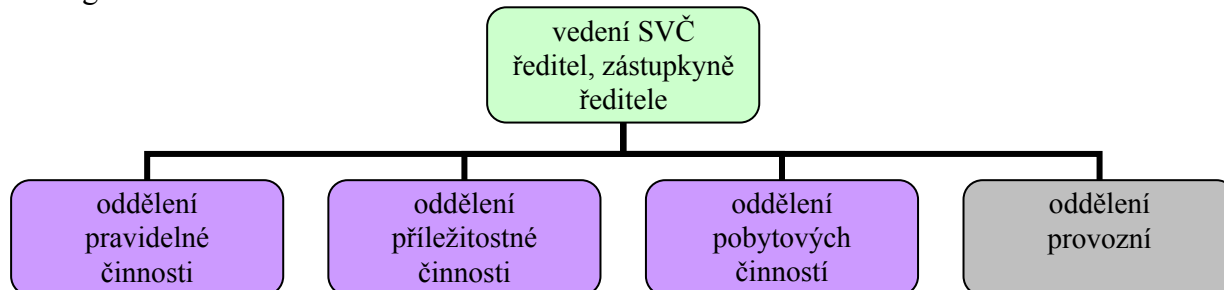 vedení SVČ
ředitel, zástupkyně
ředitele
oddělení
pravidelné
činnosti
oddělení
příležitostné
činnosti
oddělení
pobytových
činností
oddělení
provozní